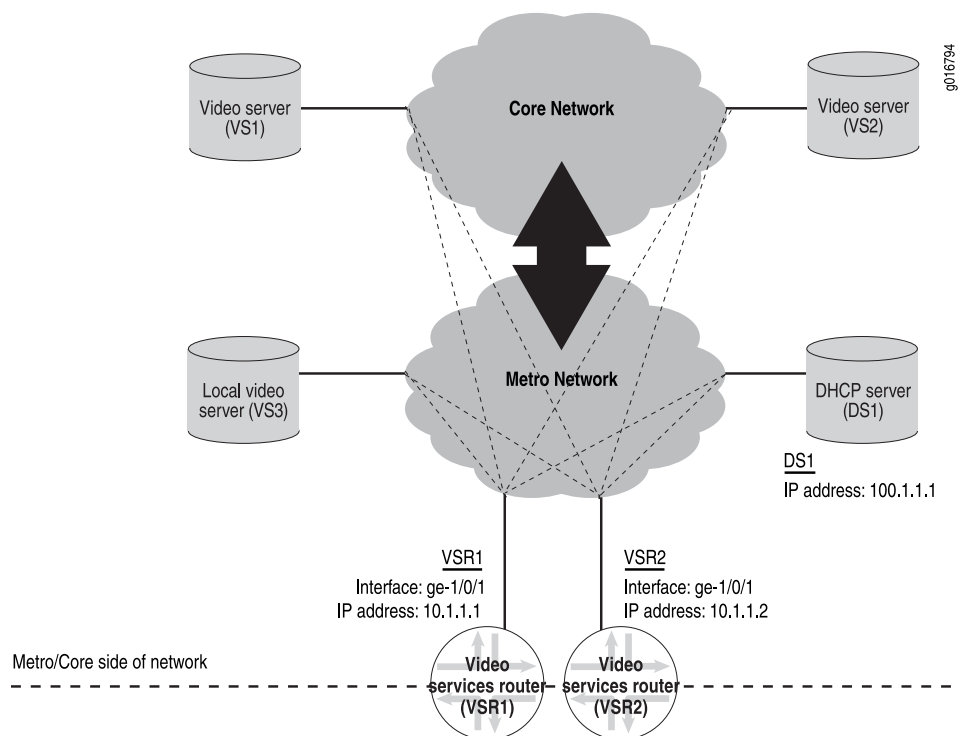 g016794
Video server
(VS1)
Core Network
Video server
(VS2)
Local video
server (VS3)
Metro Network
DHCP server
(DS1)
DS1
IP address: 100.1.1.1
VSR1
Interface: ge-1/0/1
IP address: 10.1.1.1
VSR2
Interface: ge-1/0/1
IP address: 10.1.1.2
Metro/Core side of network
Video
services router
(VSR1)
Video
services router
(VSR2)